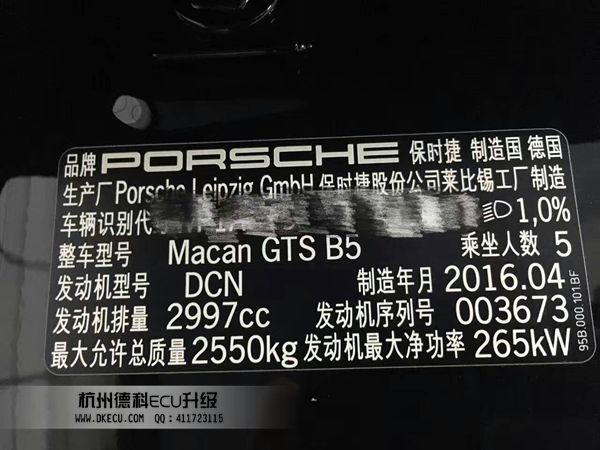 品牌 PORSCHE 保时捷 制造国 德国
生产厂 Porsche Leipzig GmbH 保时捷股份公司莱比锡工厂制造
车辆识别代 1,0%
整车型号 Macan GTS B5 乘坐人数 5
发动机型号 DCN 制造年月 2016.04
发动机排量 2997cc 发动机序列号 003673
最大允许总质量 2550kg 发动机最大净功率 265kW
95B.000.101.BF
杭州德科ECU升级
WWW.DKECU.COM QQ:411723115